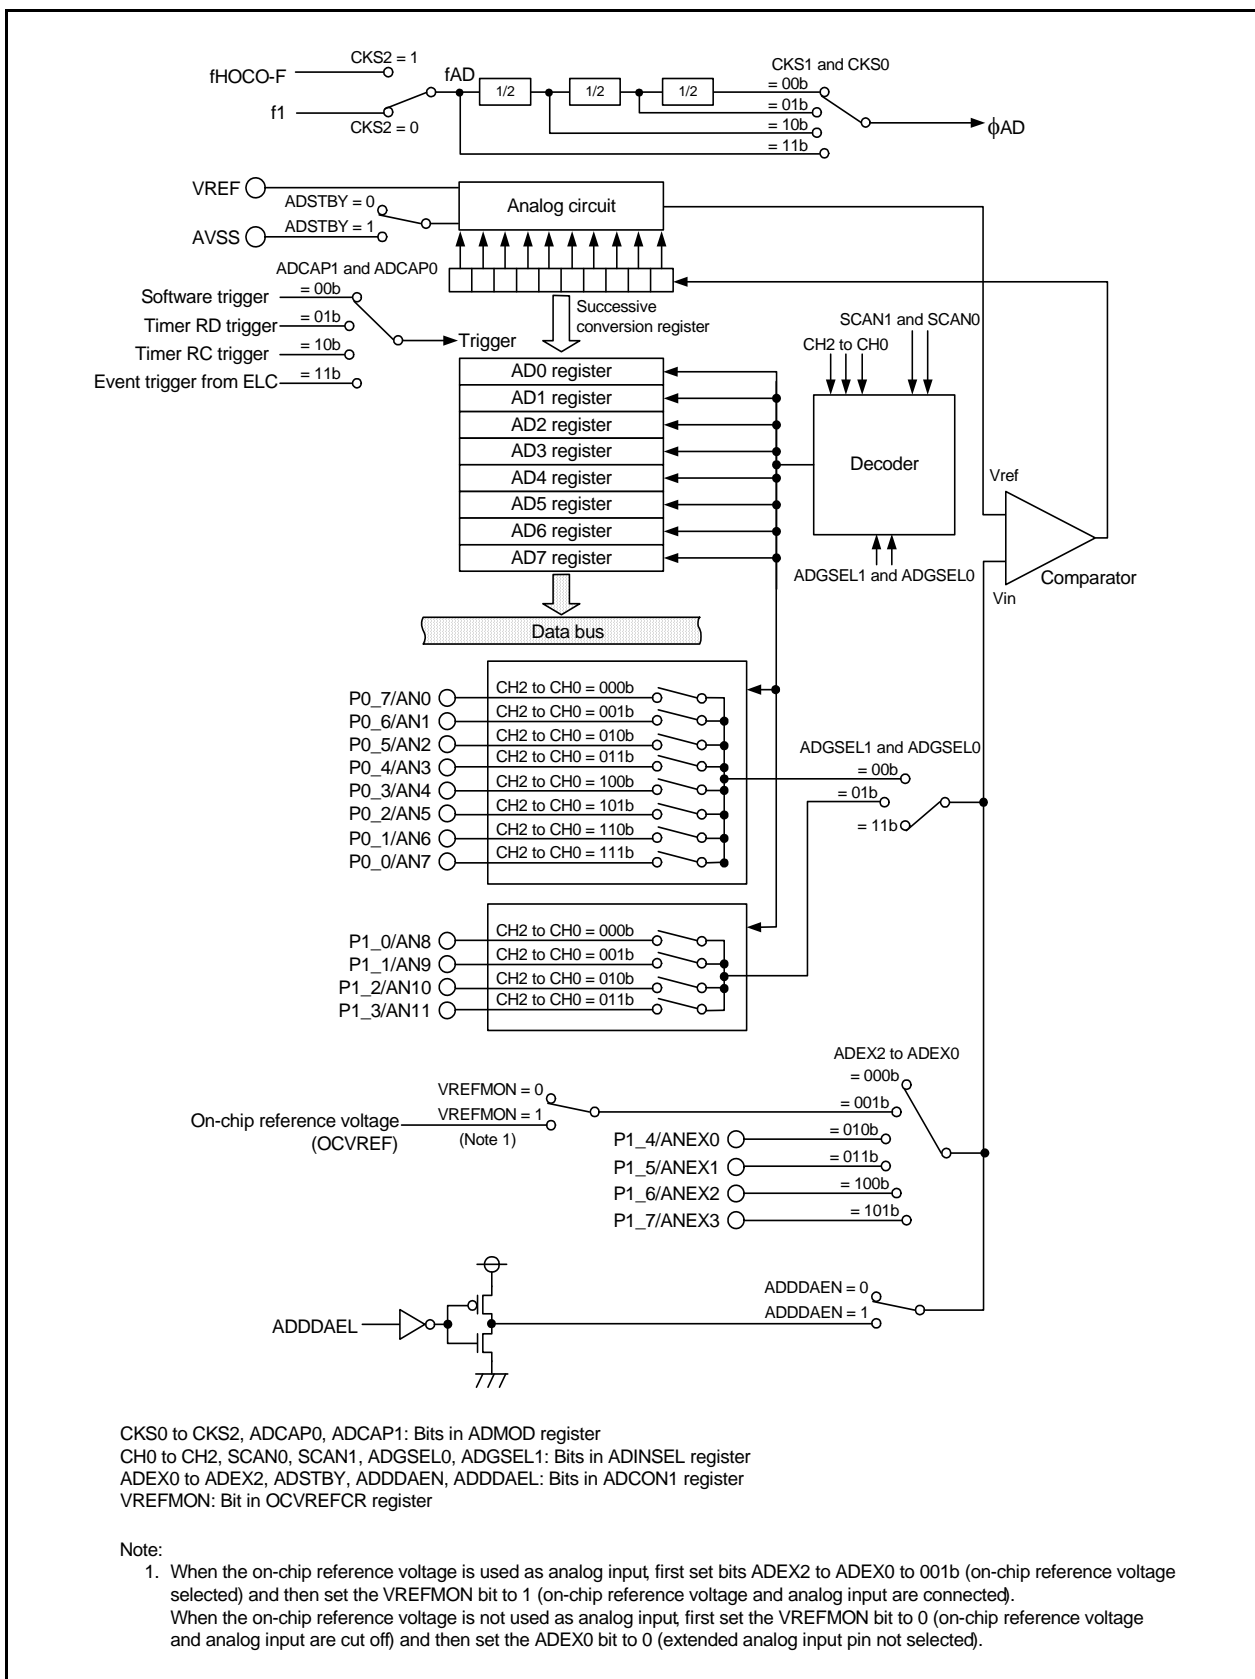 CKS2 = 1
fHOCO-F
fAD
CKS1 and CKS0
1/2
1/2
1/2
= 00b
f1
= 01b
CKS2 = 0
= 10b
ϕAD
= 11b
VREF
ADSTBY = 0
Analog circuit
AVSS
ADSTBY = 1
ADCAP1 and ADCAP0
Software trigger
= 00b
Successive
conversion register
Timer RD trigger
= 01b
Trigger
Timer RC trigger
= 10b
Event trigger from ELC
= 11b
SCAN1 and SCAN0
CH2 to CH0
AD0 register
AD1 register
AD2 register
AD3 register
AD4 register
AD5 register
AD6 register
AD7 register
Decoder
Vref
ADGSEL1 and ADGSEL0
Comparator
Vin
Data bus
P0_7/AN0
CH2 to CH0 = 000b
P0_6/AN1
CH2 to CH0 = 001b
P0_5/AN2
CH2 to CH0 = 010b
P0_4/AN3
CH2 to CH0 = 011b
P0_3/AN4
CH2 to CH0 = 100b
P0_2/AN5
CH2 to CH0 = 101b
P0_1/AN6
CH2 to CH0 = 110b
P0_0/AN7
CH2 to CH0 = 111b
ADGSEL1 and ADGSEL0
= 00b
= 01b
= 11b
P1_0/AN8
CH2 to CH0 = 000b
P1_1/AN9
CH2 to CH0 = 001b
P1_2/AN10
CH2 to CH0 = 010b
P1_3/AN11
CH2 to CH0 = 011b
ADEX2 to ADEX0
= 000b
VREFMON = 0
= 001b
On-chip reference voltage
(OCVREF)
VREFMON = 1
(Note 1)
P1_4/ANEX0
= 010b
P1_5/ANEX1
= 011b
P1_6/ANEX2
= 100b
P1_7/ANEX3
= 101b
ADDDAEN = 0
ADDDAEL
ADDDAEN = 1
CKS0 to CKS2, ADCAP0, ADCAP1: Bits in ADMOD register
CH0 to CH2, SCAN0, SCAN1, ADGSEL0, ADGSEL1: Bits in ADINSEL register
ADEX0 to ADEX2, ADSTBY, ADDDAEN, ADDDAEL: Bits in ADCON1 register
VREFMON: Bit in OCVREFCR register
Note:
1. When the on-chip reference voltage is used as analog input, first set bits ADEX2 to ADEX0 to 001b (on-chip reference voltage
selected) and then set the VREFMON bit to 1 (on-chip reference voltage and analog input are connected).
When the on-chip reference voltage is not used as analog input, first set the VREFMON bit to 0 (on-chip reference voltage
and analog input are cut off) and then set the ADEX0 bit to 0 (extended analog input pin not selected).